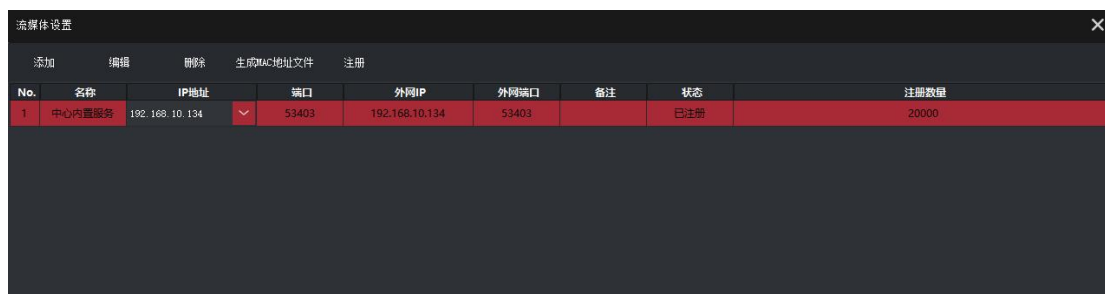 流媒体设置
添加 编辑 删除 生成MAC地址文件 注册
No. 名称 IP地址 端口 外网IP 外网端口 备注 状态 注册数量
1 中心内置服务 192.168.10.134 53403 192.168.10.134 53403 已注册 20000